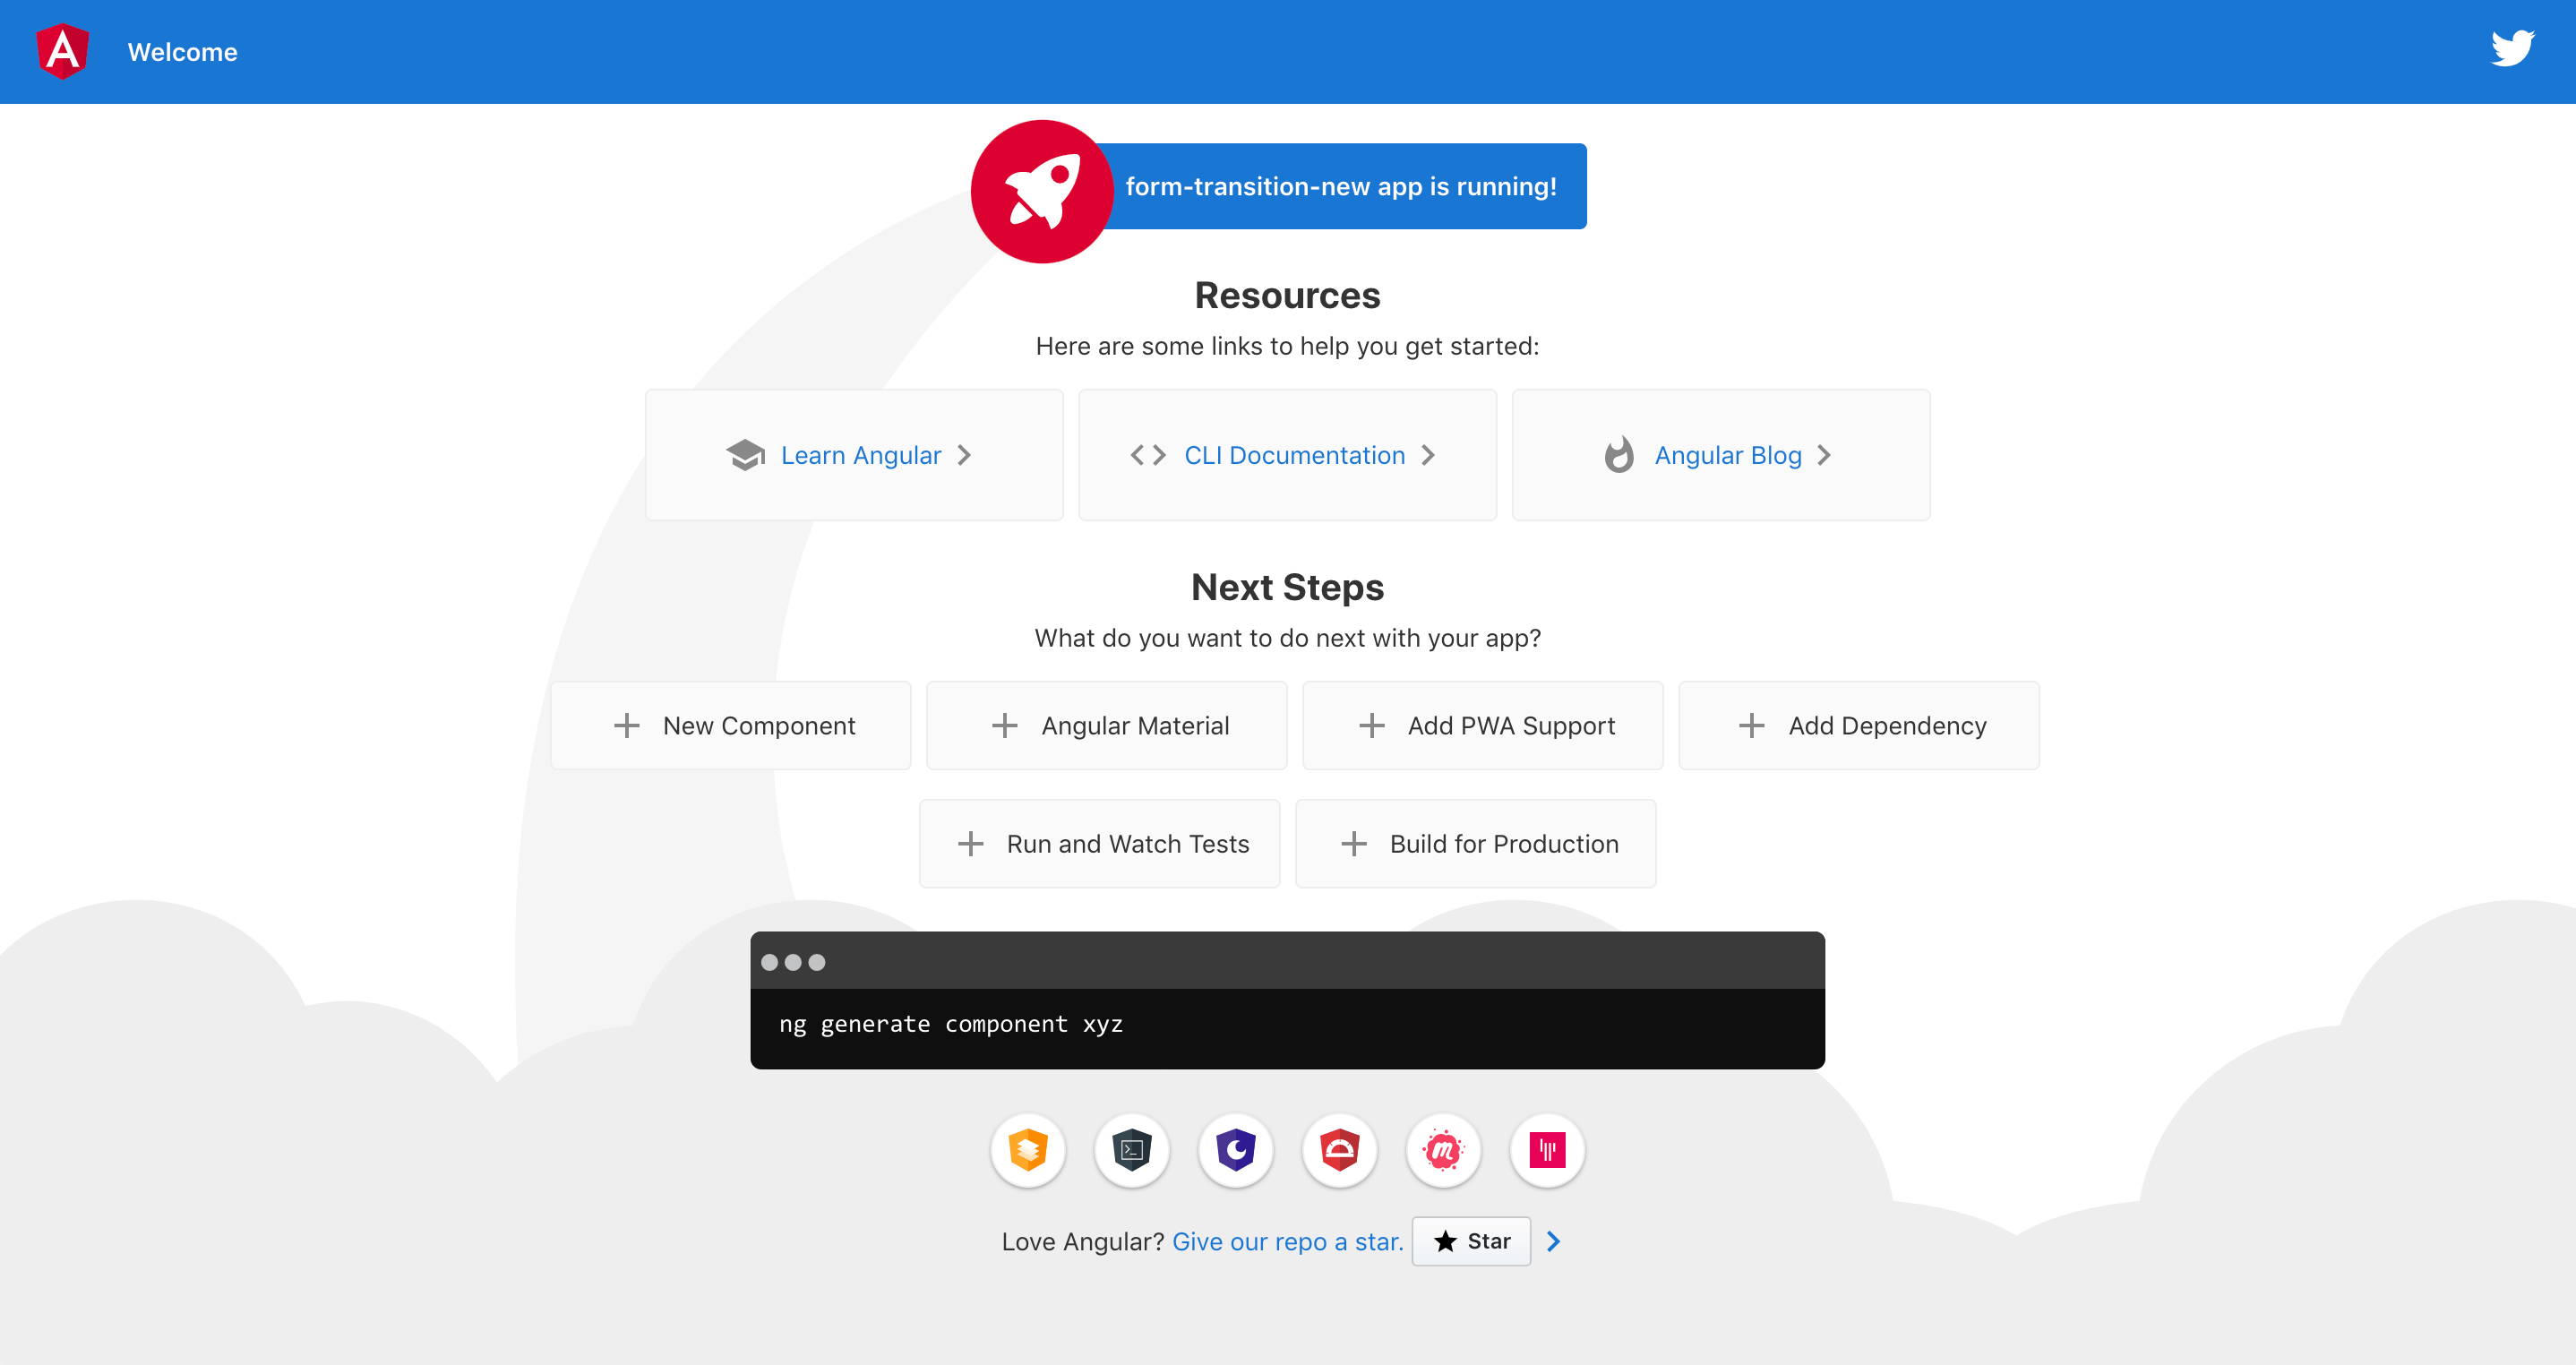 Welcome
form-transition-new app is running!
Resources
Here are some links to help you get started:
Learn Angular
CLI Documentation
Angular Blog
Next Steps
What do you want to do next with your app?
New Component
Angular Material
Add PWA Support
Add Dependency
Run and Watch Tests
Build for Production
ng generate component xyz
Love Angular? Give our repo a star. Star